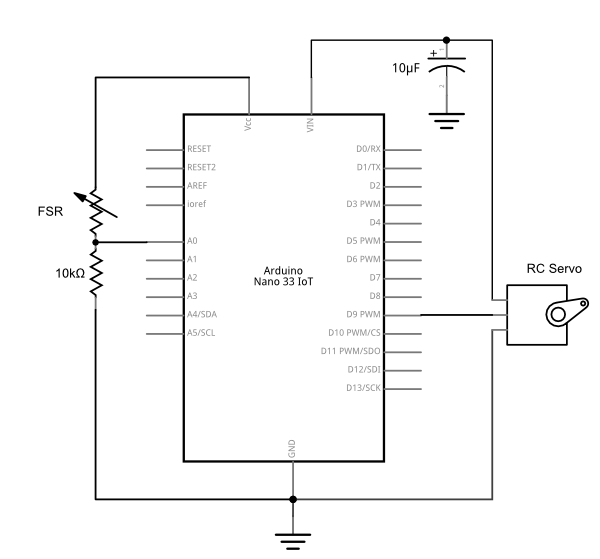 +
1
10µF
2
Vcc
VIN
RESET
RESET2
AREF
ioref
A0
A1
A2
A3
A4/SDA
A5/SCL
FSR
10kΩ
Arduino
Nano 33 IoT
D0/RX
D1/TX
D2
D3 PWM
D4
D5 PWM
D6 PWM
D7
D8
D9 PWM
D10 PWM/CS
D11 PWM/SDO
D12/SDI
D13/SCK
RC Servo
GND